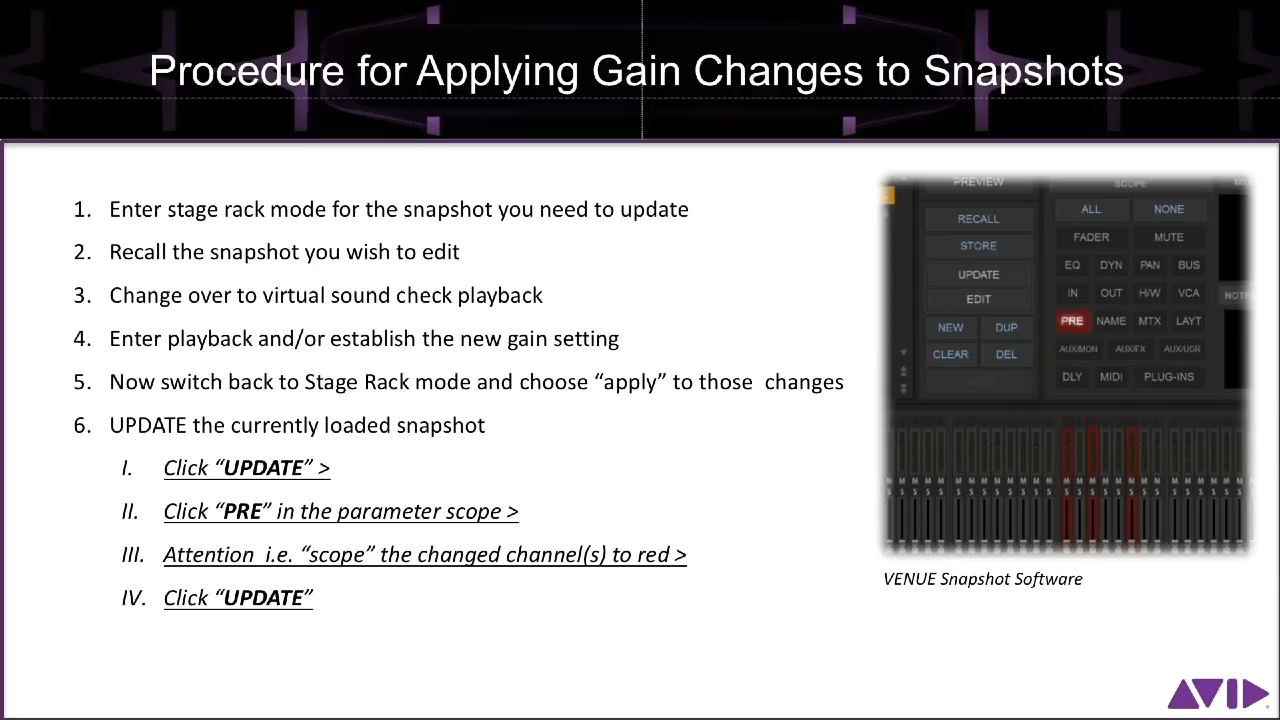 Procedure for Applying Gain Changes to Snapshots
1. Enter stage rack mode for the snapshot you need to update
2. Recall the snapshot you wish to edit
3. Change over to virtual sound check playback
4. Enter playback and/or establish the new gain setting
5. Now switch back to Stage Rack mode and choose “apply” to those  changes
6. UPDATE the currently loaded snapshot
I. Click “UPDATE” >
II. Click “PRE” in the parameter scope >
III. Attention  i.e. “scope” the changed channel(s) to red >
IV. Click “UPDATE”
PREVIEW SCOPE
RECALL ALL NONE
STORE FADER MUTE
UPDATE EQ DYN PAN BUS
EDIT IN OUT H/W VCA
NEW DUP PRE NAME MTX LAYT
CLEAR DEL AUX/MON AUX/FX AUX/USR
DLY MIDI PLUG-INS
VENUE Snapshot Software
AVID